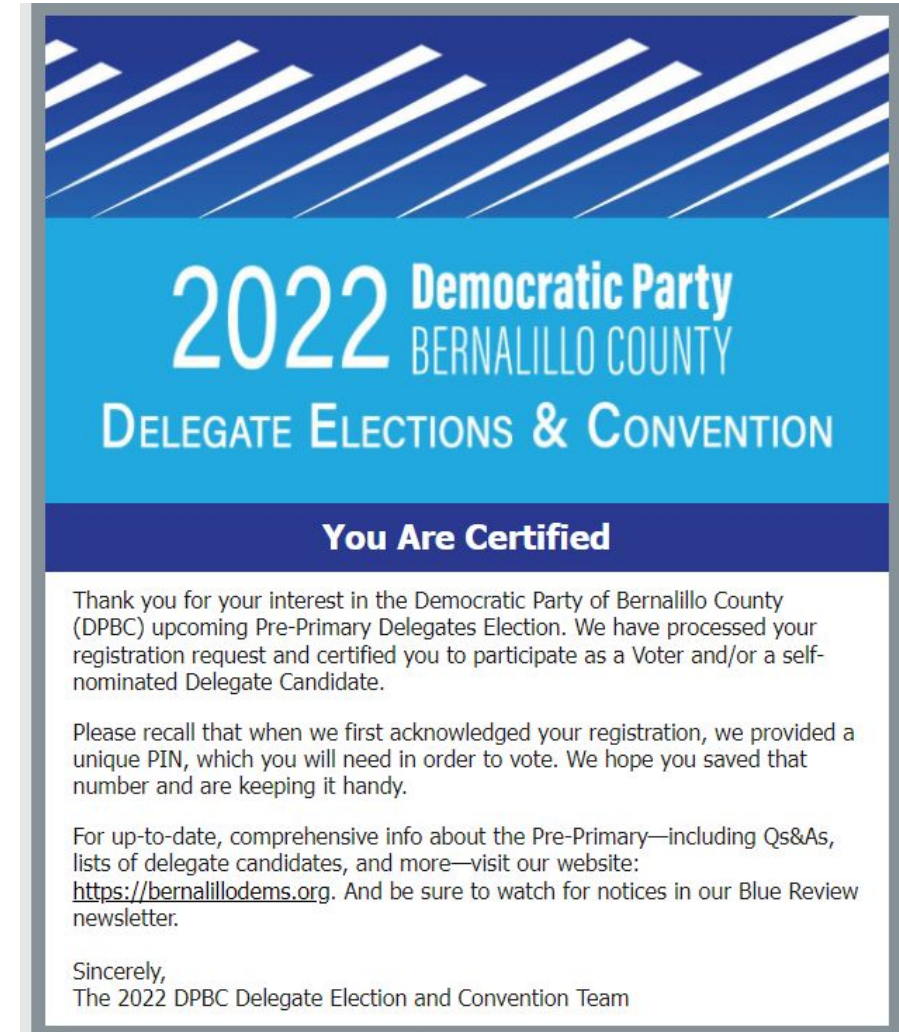 2022 Democratic Party
BERNALILLO COUNTY
DELEGATE ELECTIONS & CONVENTION
You Are Certified
Thank you for your interest in the Democratic Party of Bernalillo County
(DPBC) upcoming Pre-Primary Delegates Election. We have processed your
registration request and certified you to participate as a Voter and/or a self-
nominated Delegate Candidate.
Please recall that when we first acknowledged your registration, we provided a
unique PIN, which you will need in order to vote. We hope you saved that
number and are keeping it handy.
For up-to-date, comprehensive info about the Pre-Primary—including Qs&As,
lists of delegate candidates, and more—visit our website:
https://bernalillodems.org. And be sure to watch for notices in our Blue Review
newsletter.
Sincerely,
The 2022 DPBC Delegate Election and Convention Team